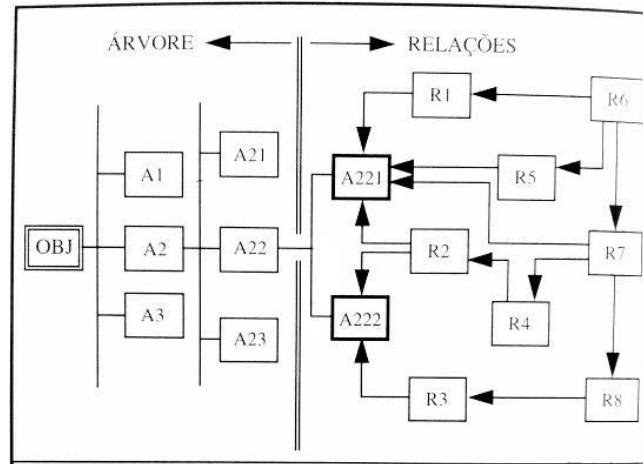 ÁRVORE RELAÇÕES
R1 R6
A21
A1 A221 R5
OBJ A2 A22 R2 R7
A3 A222 R4
A23
R3 R8